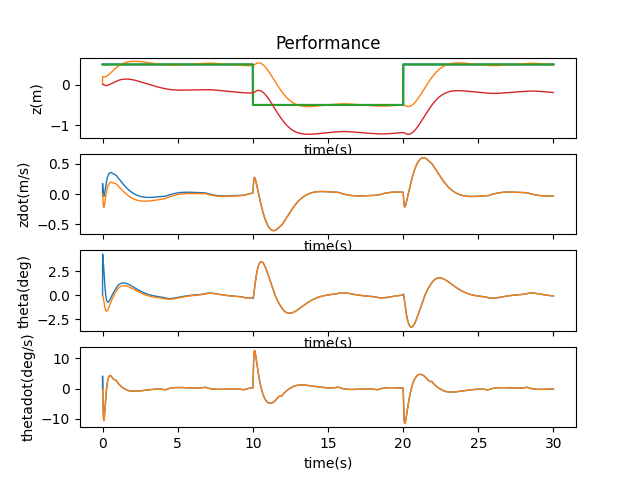 Performance
z(m)
0
−1
time(s)
zdot(m/s)
0.5
0.0
−0.5
time(s)
theta(deg)
2.5
0.0
−2.5
time(s)
thetadot(deg/s)
10
0
−10
0 5 10 15 20 25 30
time(s)